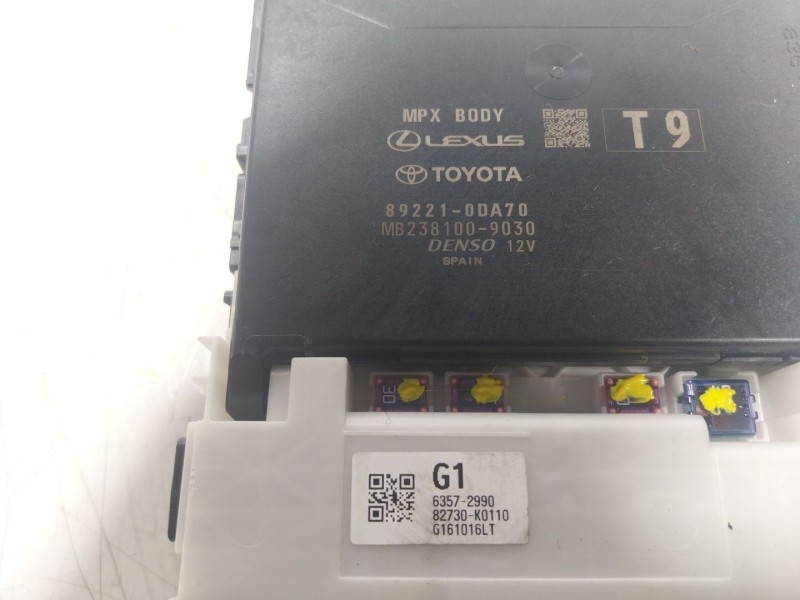 MPX BODY
LEXUS
T9
TOYOTA
89221-0DA70
MB238100-9030
DENSO 12V
SPAIN
30
G1
6357-2990
82730-K0110
G161016LT